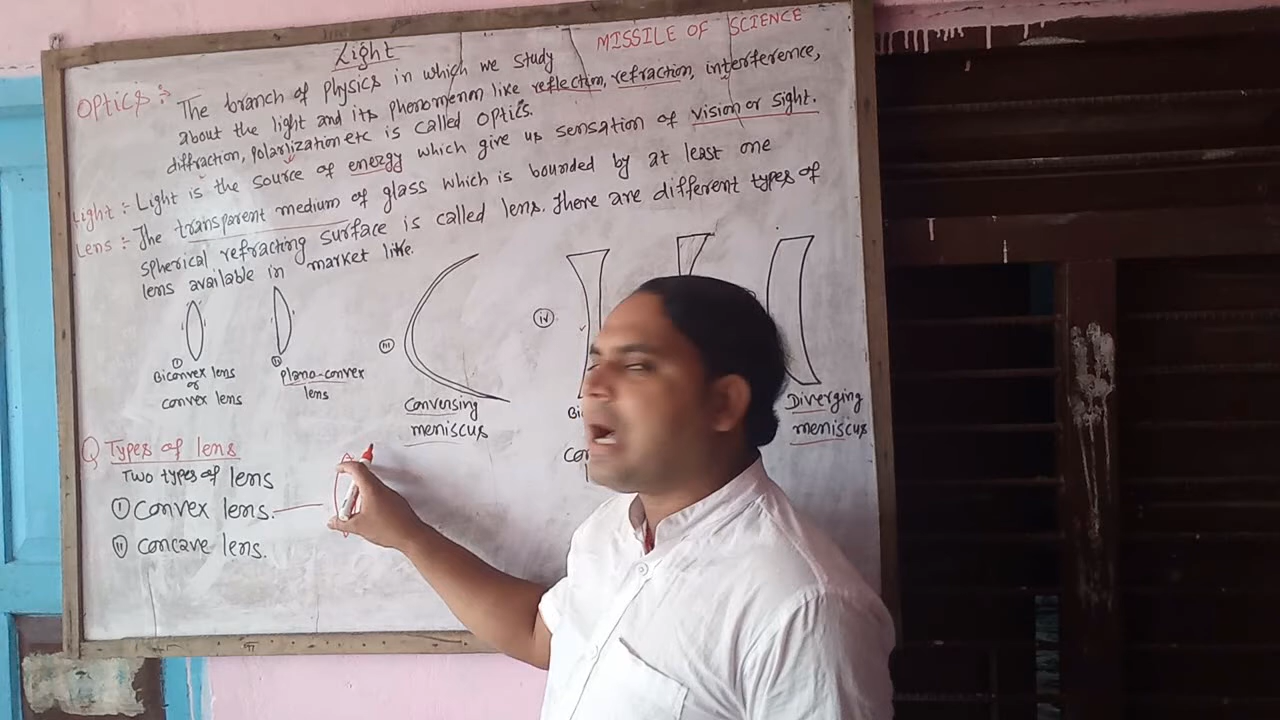 Light
MISSILE OF SCIENCE
Optics :- The branch of physics in which we study
about the light and its phenomenon like reflection, refraction, interference,
diffraction, polarlization etc is called optics.
Light :- Light is the source of energy which give us sensation of vision or sight.
Lens :- The transparent medium of glass which is bounded by at least one
spherical refracting surface is called lens. There are different types of
lens available in market like.
i
Biconvex lens
or
convex lens
ii
Plano-convex
lens
iii
Conversing
meniscus
iv
Diverging
meniscus
Q Types of lens
Two types of lens
i Convex lens.
ii Concave lens.